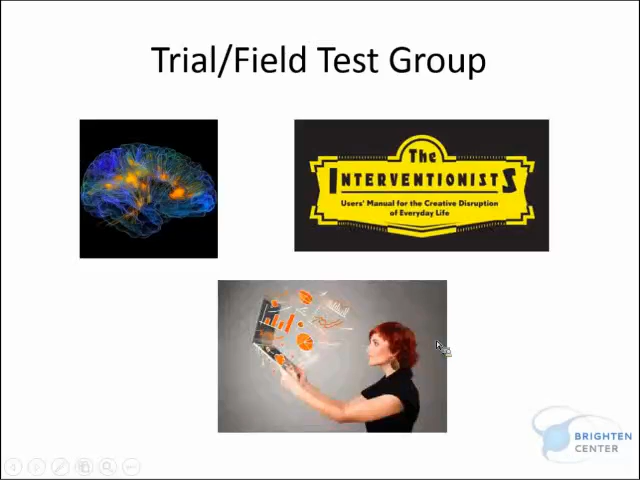 Trial/Field Test Group
The
INTERVENTIONISTS
Users' Manual for the Creative Disruption
of Everyday Life
BRIGHTEN
CENTER